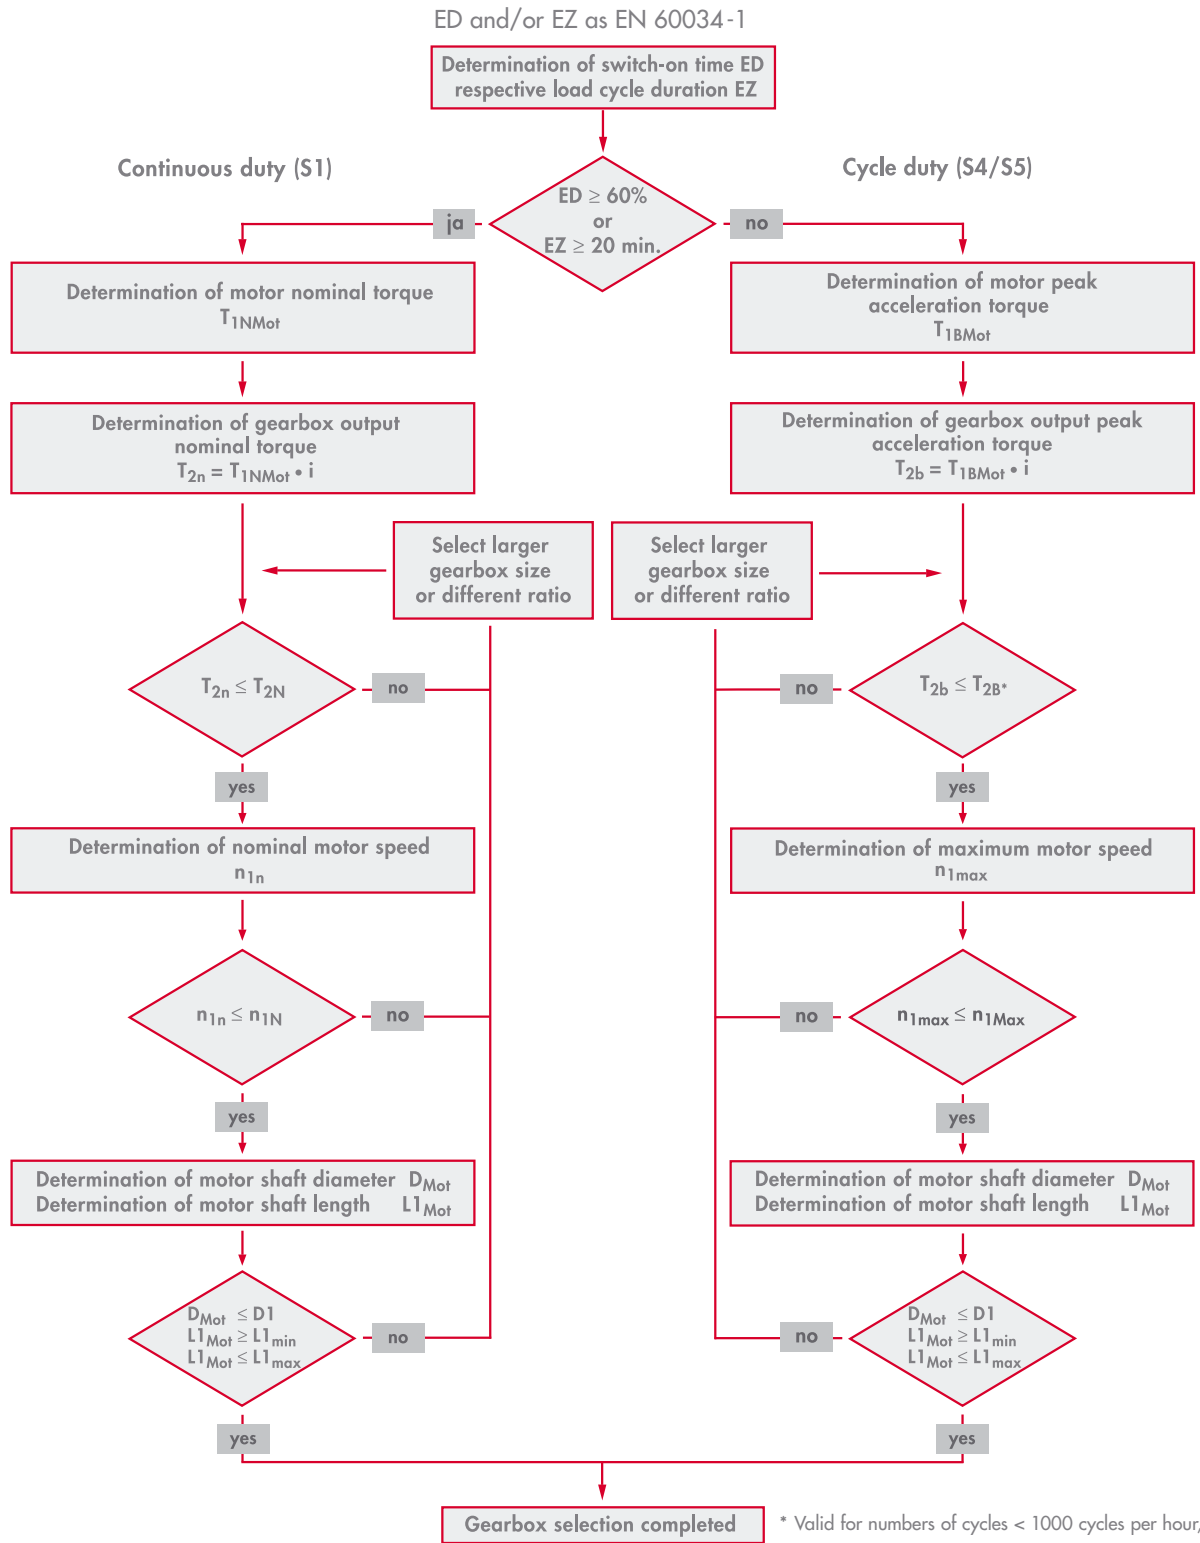 ED and/or EZ as EN 60034-1
Determination of switch-on time ED
respective load cycle duration EZ
Continuous duty (S1)
Cycle duty (S4/S5)
ED ≥ 60%
or
EZ ≥ 20 min.
ja
no
Determination of motor nominal torque
T1NMot
Determination of motor peak
acceleration torque
T1BMot
Determination of gearbox output
nominal torque
T2n = T1NMot • i
Determination of gearbox output peak
acceleration torque
T2b = T1BMot • i
Select larger
gearbox size
or different ratio
Select larger
gearbox size
or different ratio
T2n ≤ T2N
no
no
T2b ≤ T2B*
yes
yes
Determination of nominal motor speed
n1n
Determination of maximum motor speed
n1max
n1n ≤ n1N
no
no
n1max ≤ n1Max
yes
yes
Determination of motor shaft diameter DMot
Determination of motor shaft length L1Mot
Determination of motor shaft diameter DMot
Determination of motor shaft length L1Mot
DMot ≤ D1
L1Mot ≥ L1min
L1Mot ≤ L1max
no
no
DMot ≤ D1
L1Mot ≥ L1min
L1Mot ≤ L1max
yes
yes
Gearbox selection completed
* Valid for numbers of cycles < 1000 cycles per hour,